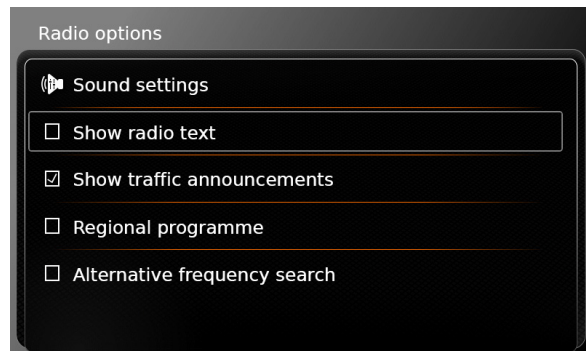 Radio options
Sound settings
Show radio text
Show traffic announcements
Regional programme
Alternative frequency search